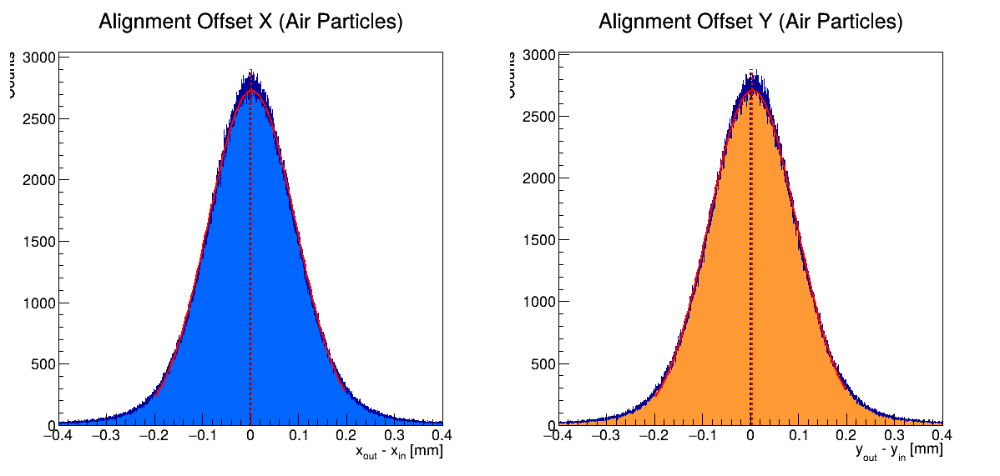 Alignment Offset X (Air Particles)
3000
2500
2000
1500
1000
500
0
−0.4 −0.3 −0.2 −0.1 0 0.1 0.2 0.3 0.4
x_out - x_in [mm]
Alignment Offset Y (Air Particles)
3000
2500
2000
1500
1000
500
0
−0.4 −0.3 −0.2 −0.1 0 0.1 0.2 0.3 0.4
y_out - y_in [mm]